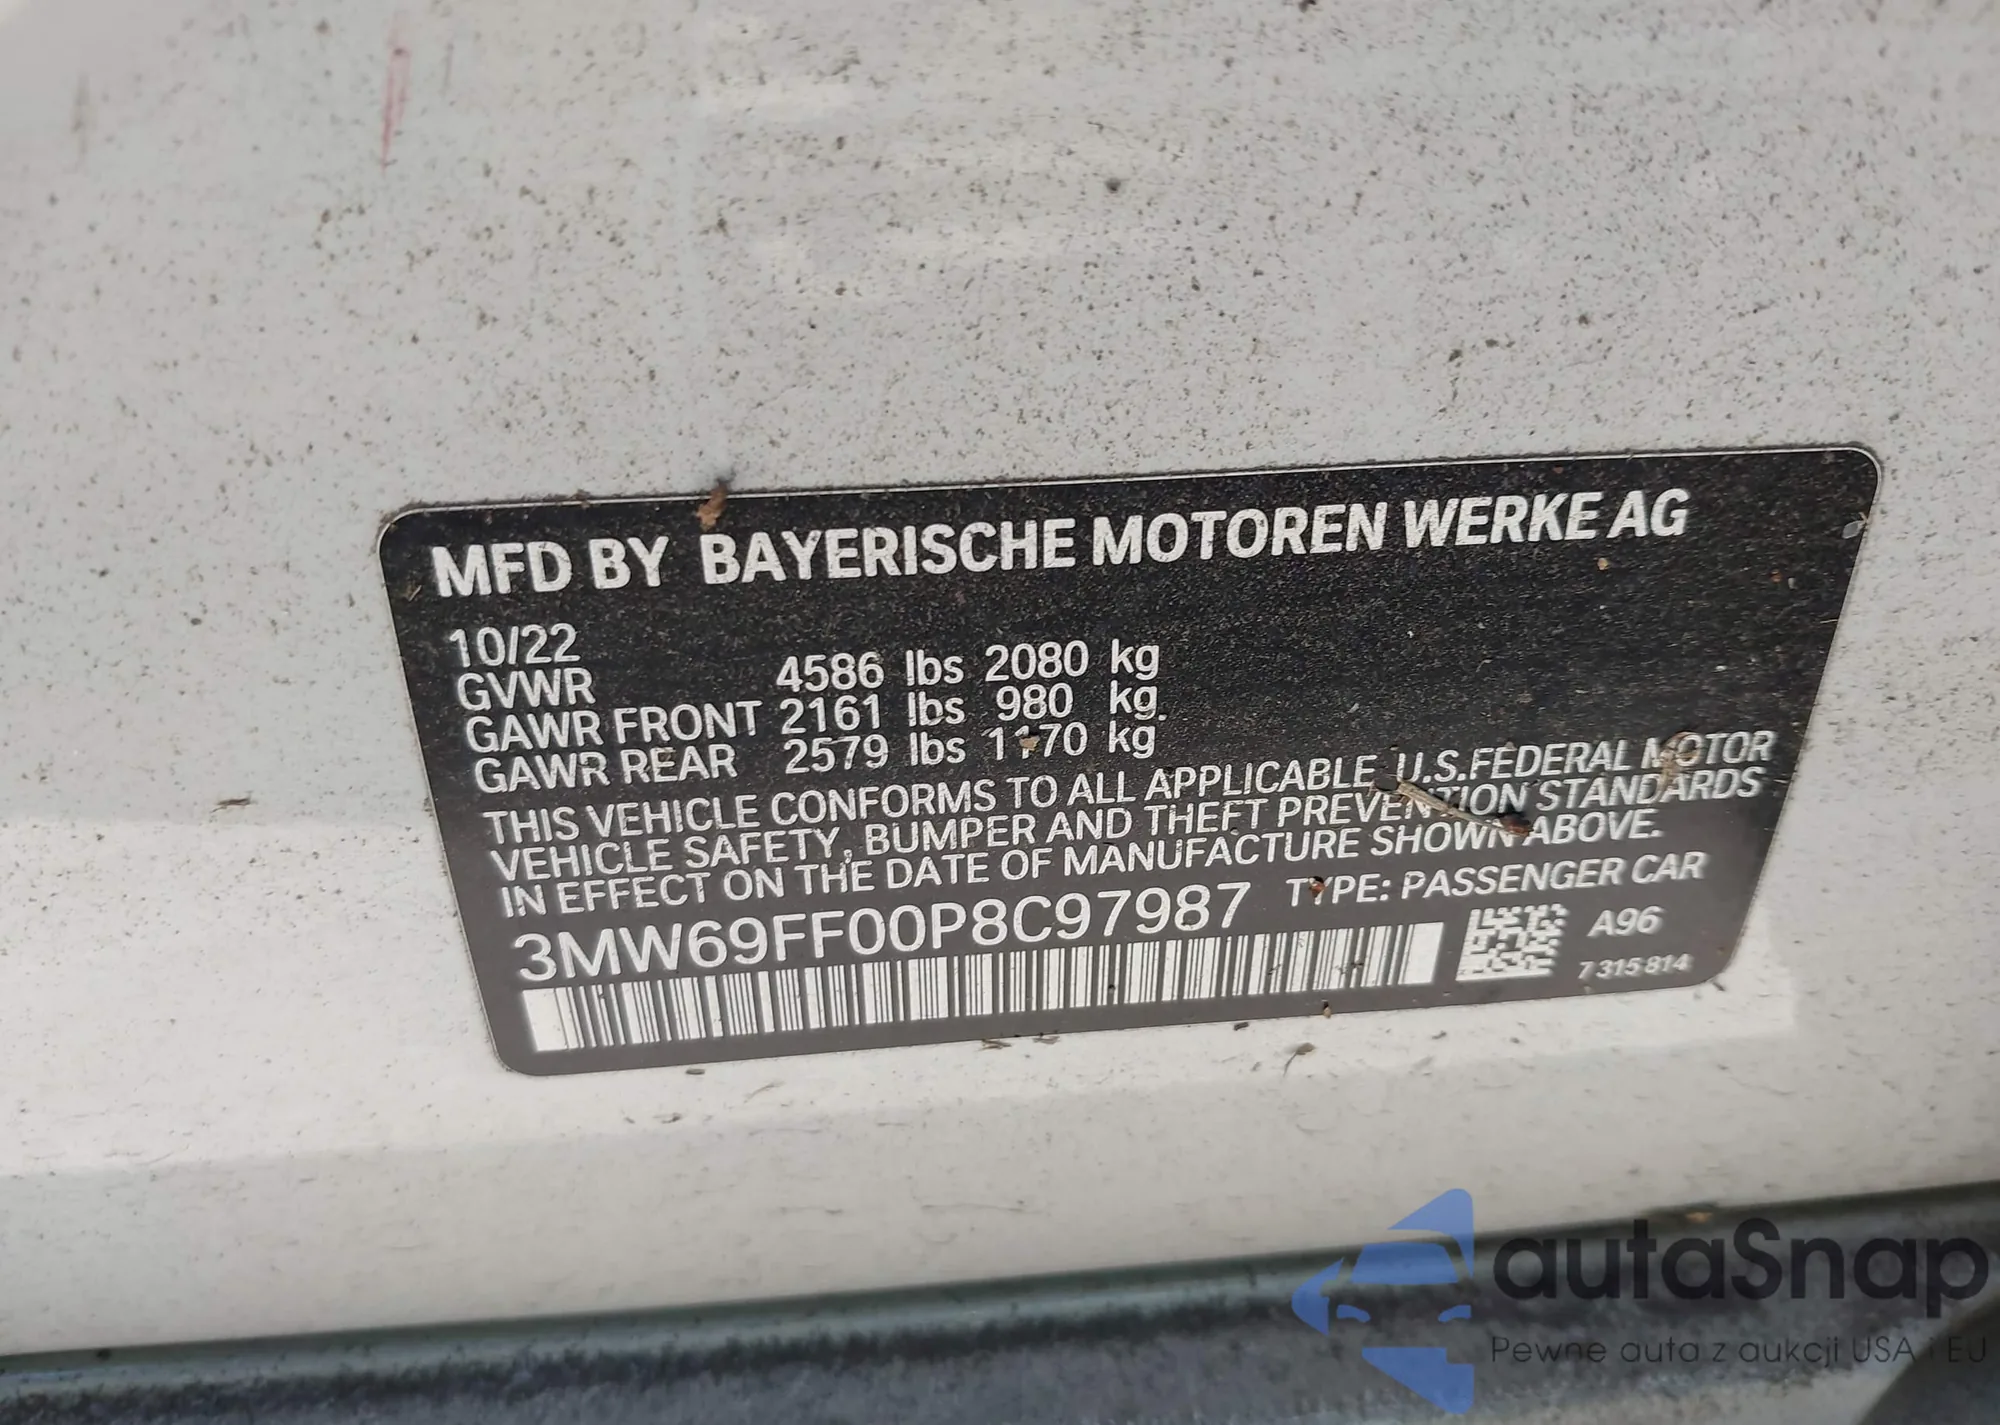 MFD BY BAYERISCHE MOTOREN WERKE AG
10/22
GVWR 4586 lbs 2080 kg
GAWR FRONT 2161 lbs 980 kg.
GAWR REAR 2579 lbs 1170 kg
THIS VEHICLE CONFORMS TO ALL APPLICABLE U.S.FEDERAL MOTOR
VEHICLE SAFETY, BUMPER AND THEFT PREVENTION STANDARDS
IN EFFECT ON THE DATE OF MANUFACTURE SHOWN ABOVE.
3MW69FF00P8C97987 TYPE: PASSENGER CAR
A96
7 315 814
autaSnap
Pewne auta z aukcji USA i EU